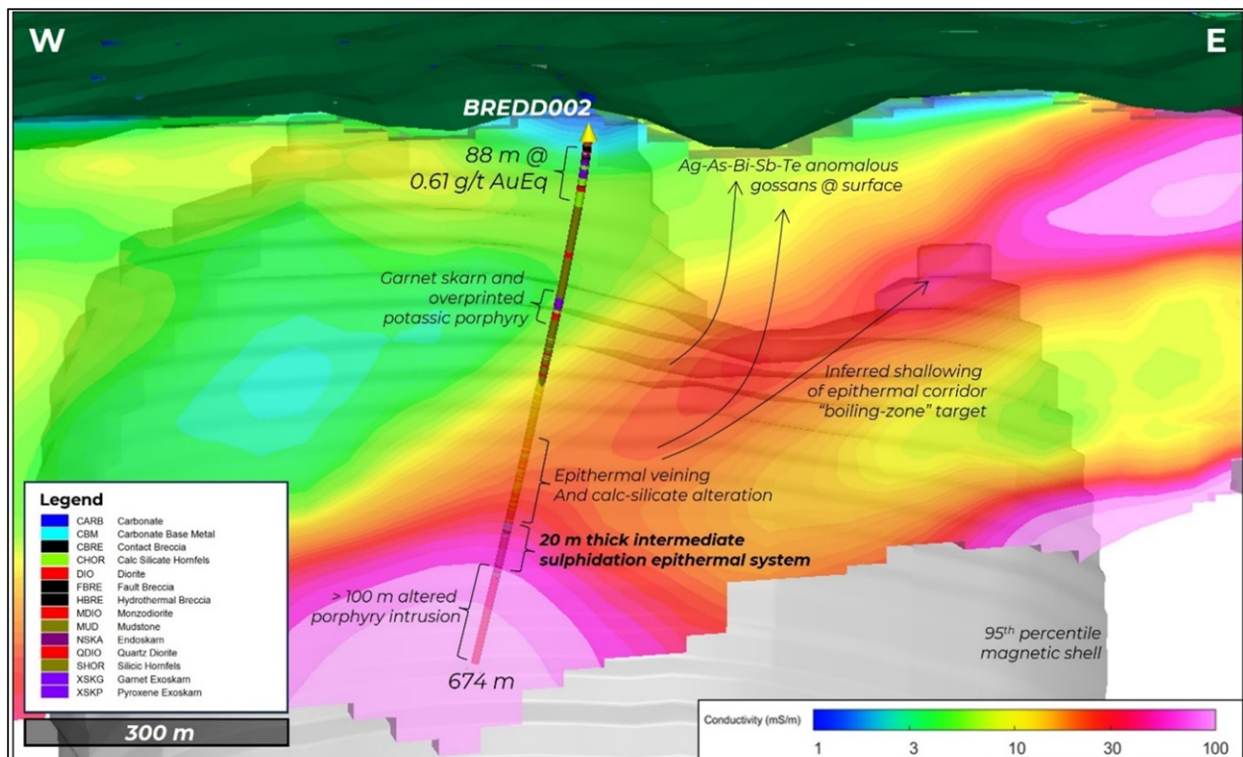 W
E
BREDD002
88 m @
0.61 g/t AuEq
Ag-As-Bi-Sb-Te anomalous
gossans @ surface
Garnet skarn and
overprinted
potassic porphyry
Inferred shallowing
of epithermal corridor
“boiling-zone” target
Epithermal veining
And calc-silicate alteration
20 m thick intermediate
sulphidation epithermal system
> 100 m altered
porphyry intrusion
674 m
95th percentile
magnetic shell
Legend
CARB Carbonate
CBM Carbonate Base Metal
CBRE Contact Breccia
CHOR Calc Silicate Hornfels
DIO Diorite
FBRE Fault Breccia
HBRE Hydrothermal Breccia
MDIO Monzodiorite
MUD Mudstone
NSKA Endoskarn
QDIO Quartz Diorite
SHOR Silicic Hornfels
XSKG Garnet Exoskarn
XSKP Pyroxene Exoskarn
300 m
Conductivity (mS/m)
1 3 10 30 100